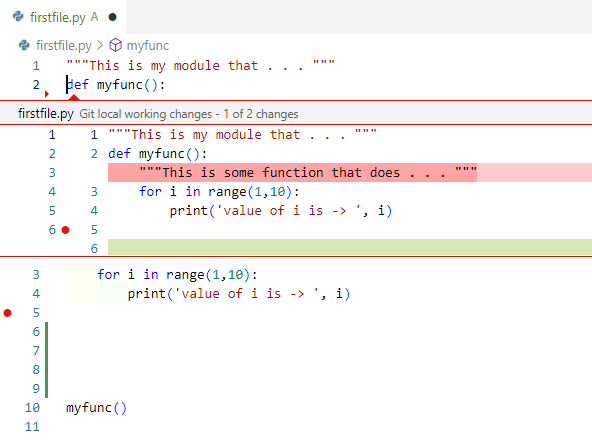 firstfile.py A
firstfile.py > myfunc
1 """This is my module that . . . """
2 def myfunc():
firstfile.py Git local working changes - 1 of 2 changes
1 1 """This is my module that . . . """
2 2 def myfunc():
3 """This is some function that does . . . """
4 3 for i in range(1,10):
5 4 print('value of i is -> ', i)
6 5
6
3 for i in range(1,10):
4 print('value of i is -> ', i)
5
6
7
8
9
10 myfunc()
11